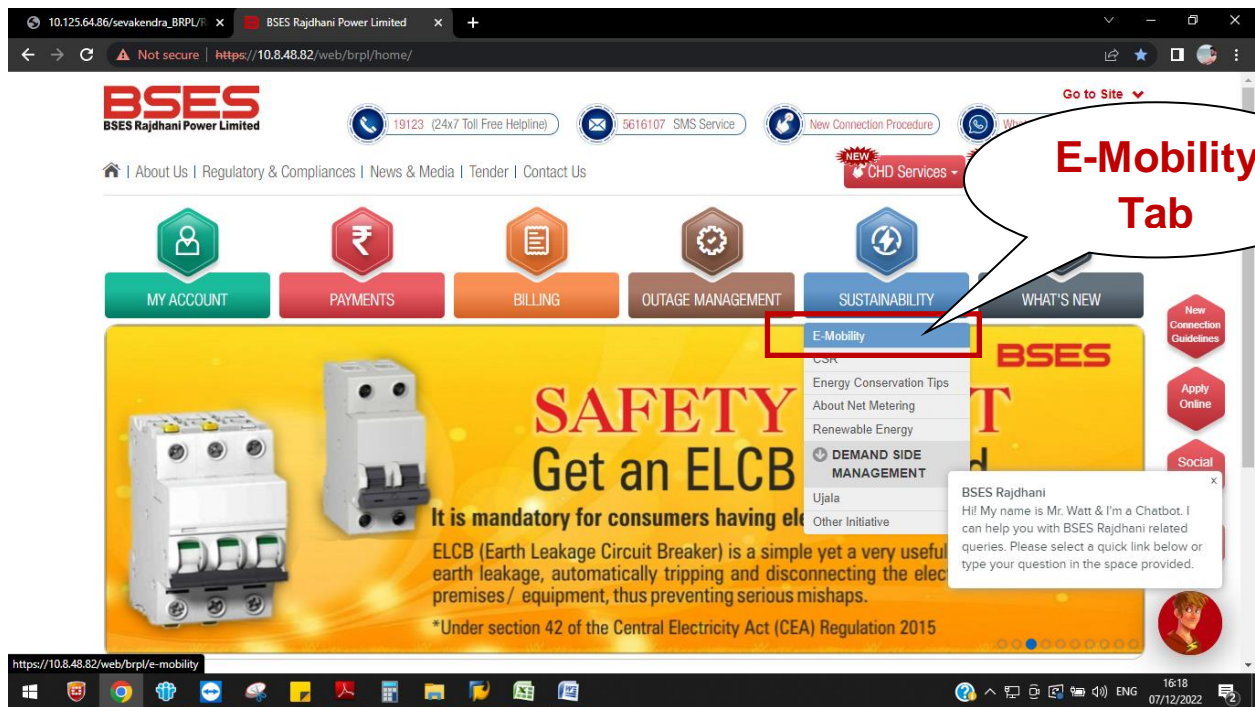 10.125.64.86/sevakendra_BRPL/R
BSES Rajdhani Power Limited
Not secure | https://10.8.48.82/web/brpl/home/
BSES
BSES Rajdhani Power Limited
19123 (24x7 Toll Free Helpline)
5616107 SMS Service
New Connection Procedure
Go to Site
E-Mobility
Tab
| About Us | Regulatory & Compliances | News & Media | Tender | Contact Us
NEW
CHD Services
MY ACCOUNT
PAYMENTS
BILLING
OUTAGE MANAGEMENT
SUSTAINABILITY
WHAT'S NEW
E-Mobility
CSR
Energy Conservation Tips
About Net Metering
Renewable Energy
DEMAND SIDE
MANAGEMENT
Ujala
Other Initiative
BSES
SAFETY
T
Get an ELCB
It is mandatory for consumers having ele
ELCB (Earth Leakage Circuit Breaker) is a simple yet a very useful
earth leakage, automatically tripping and disconnecting the elec
premises/ equipment, thus preventing serious mishaps.
*Under section 42 of the Central Electricity Act (CEA) Regulation 2015
New
Connection
Guidelines
Apply
Online
Social
x
BSES Rajdhani
Hi! My name is Mr. Watt & I'm a Chatbot. I
can help you with BSES Rajdhani related
queries. Please select a quick link below or
type your question in the space provided.
https://10.8.48.82/web/brpl/e-mobility
ENG
16:18
07/12/2022
2